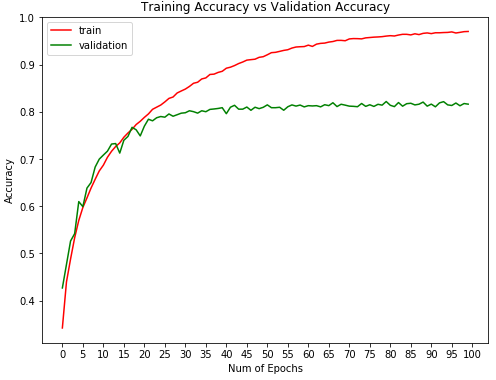 Training Accuracy vs Validation Accuracy
train
validation
1.0
0.9
0.8
0.7
0.6
0.5
0.4
Accuracy
0 5 10 15 20 25 30 35 40 45 50 55 60 65 70 75 80 85 90 95 100
Num of Epochs